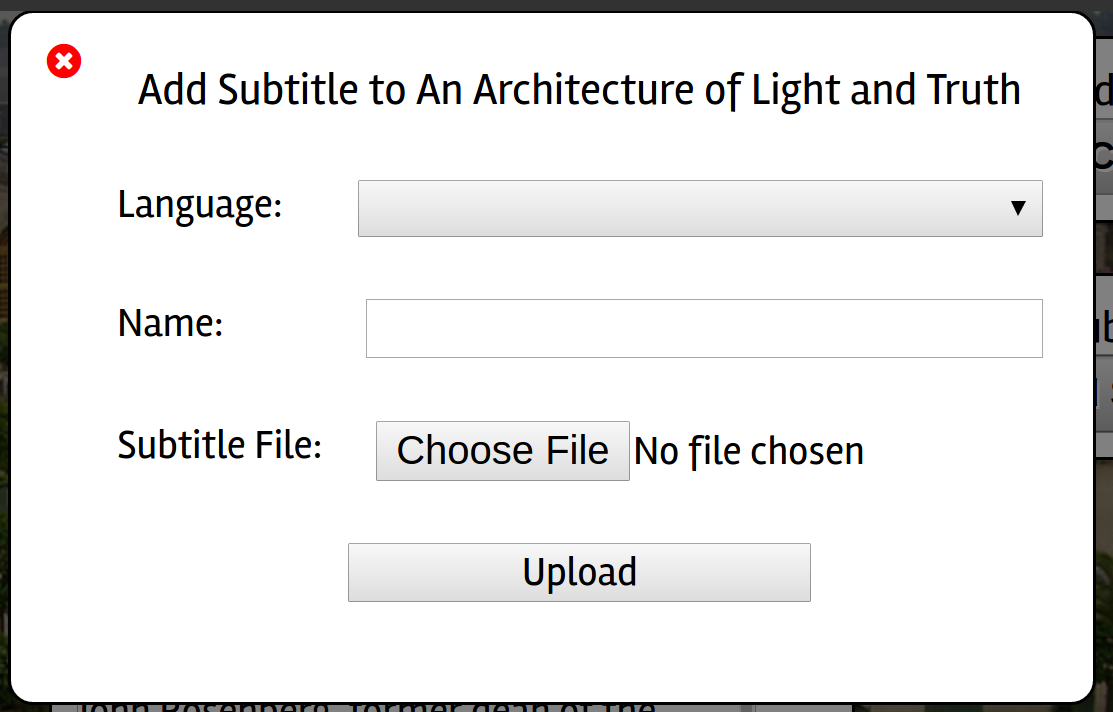 Add Subtitle to An Architecture of Light and Truth
Language:
Name:
Subtitle File: Choose File No file chosen
Upload